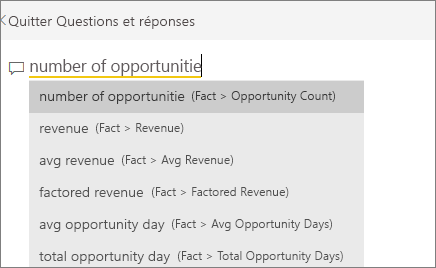 Quitter Questions et réponses
number of opportunitie
number of opportunitie (Fact > Opportunity Count)
revenue (Fact > Revenue)
avg revenue (Fact > Avg Revenue)
factored revenue (Fact > Factored Revenue)
avg opportunity day (Fact > Avg Opportunity Days)
total opportunity day (Fact > Total Opportunity Days)